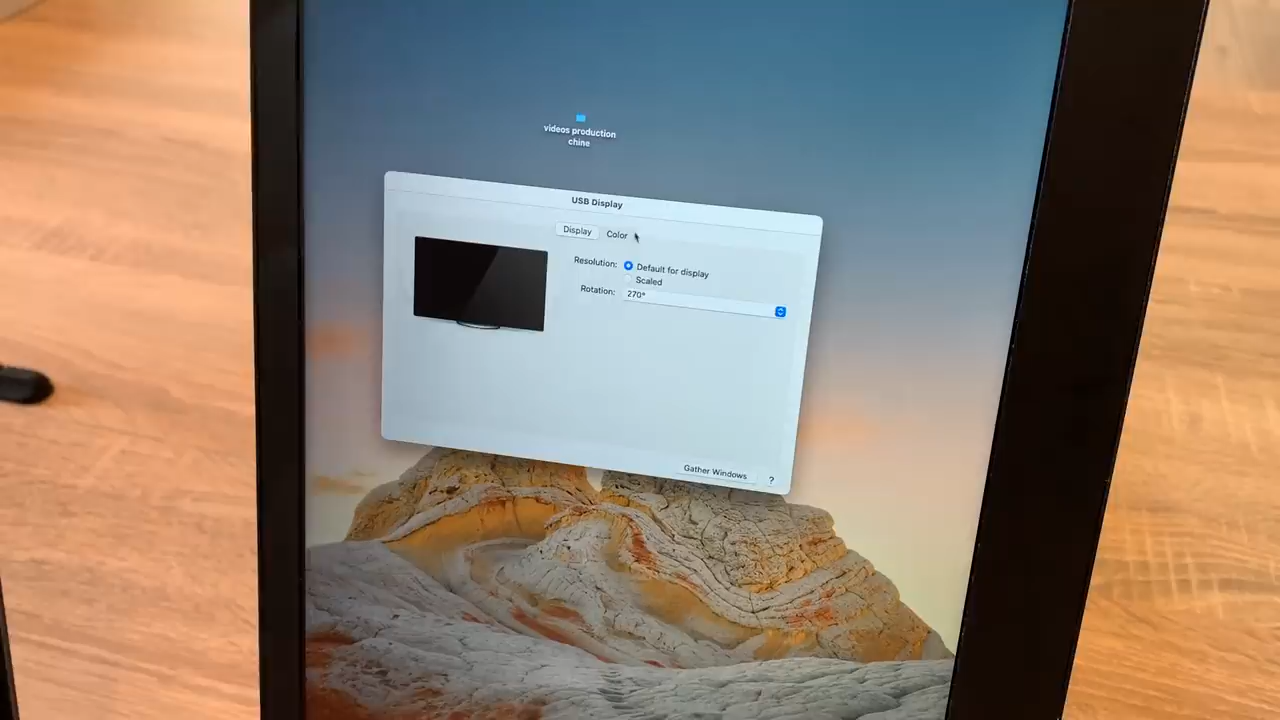 videos production
chine
USB Display
Display Color
Resolution: Default for display
Scaled
Rotation: 270°
Gather Windows ?